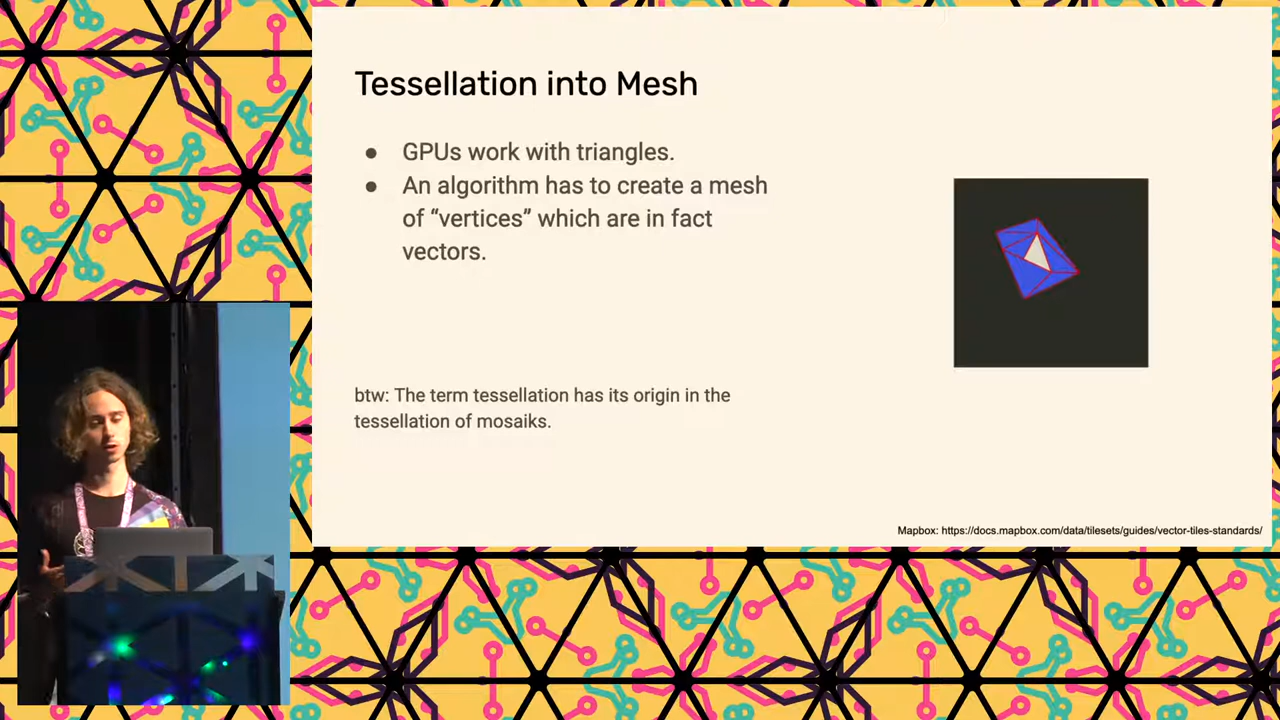 Tessellation into Mesh
● GPUs work with triangles.
● An algorithm has to create a mesh
of “vertices” which are in fact
vectors.
btw: The term tessellation has its origin in the
tessellation of mosaiks.
Mapbox: https://docs.mapbox.com/data/tilesets/guides/vector-tiles-standards/